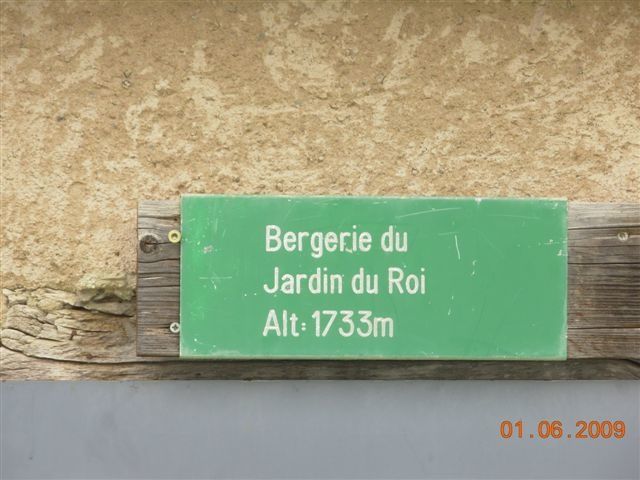 Bergerie du
Jardin du Roi
Alt: 1733m
01.06.2009